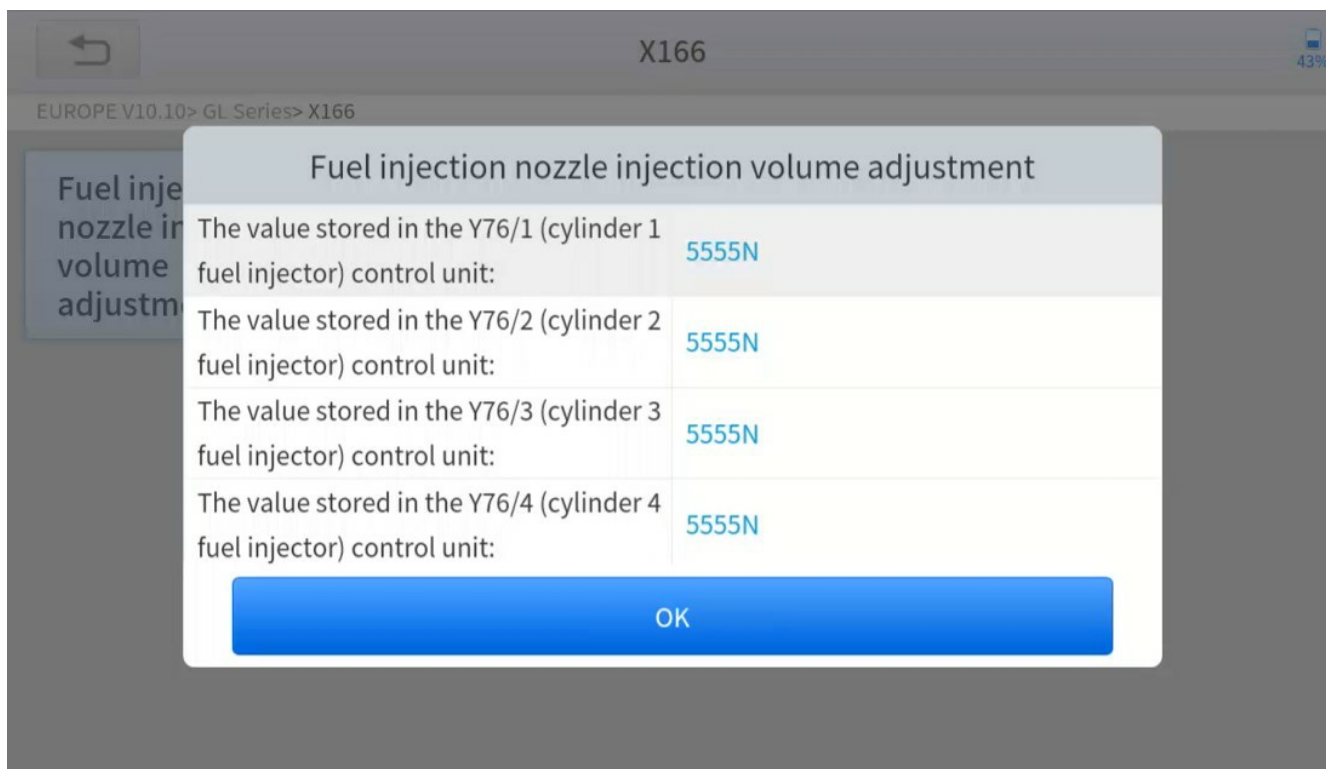 X166
43%
EUROPE V10.10> GL Series> X166
Fuel inje
nozzle in
volume
adjustm
Fuel injection nozzle injection volume adjustment
The value stored in the Y76/1 (cylinder 1
fuel injector) control unit:
5555N
The value stored in the Y76/2 (cylinder 2
fuel injector) control unit:
5555N
The value stored in the Y76/3 (cylinder 3
fuel injector) control unit:
5555N
The value stored in the Y76/4 (cylinder 4
fuel injector) control unit:
5555N
OK